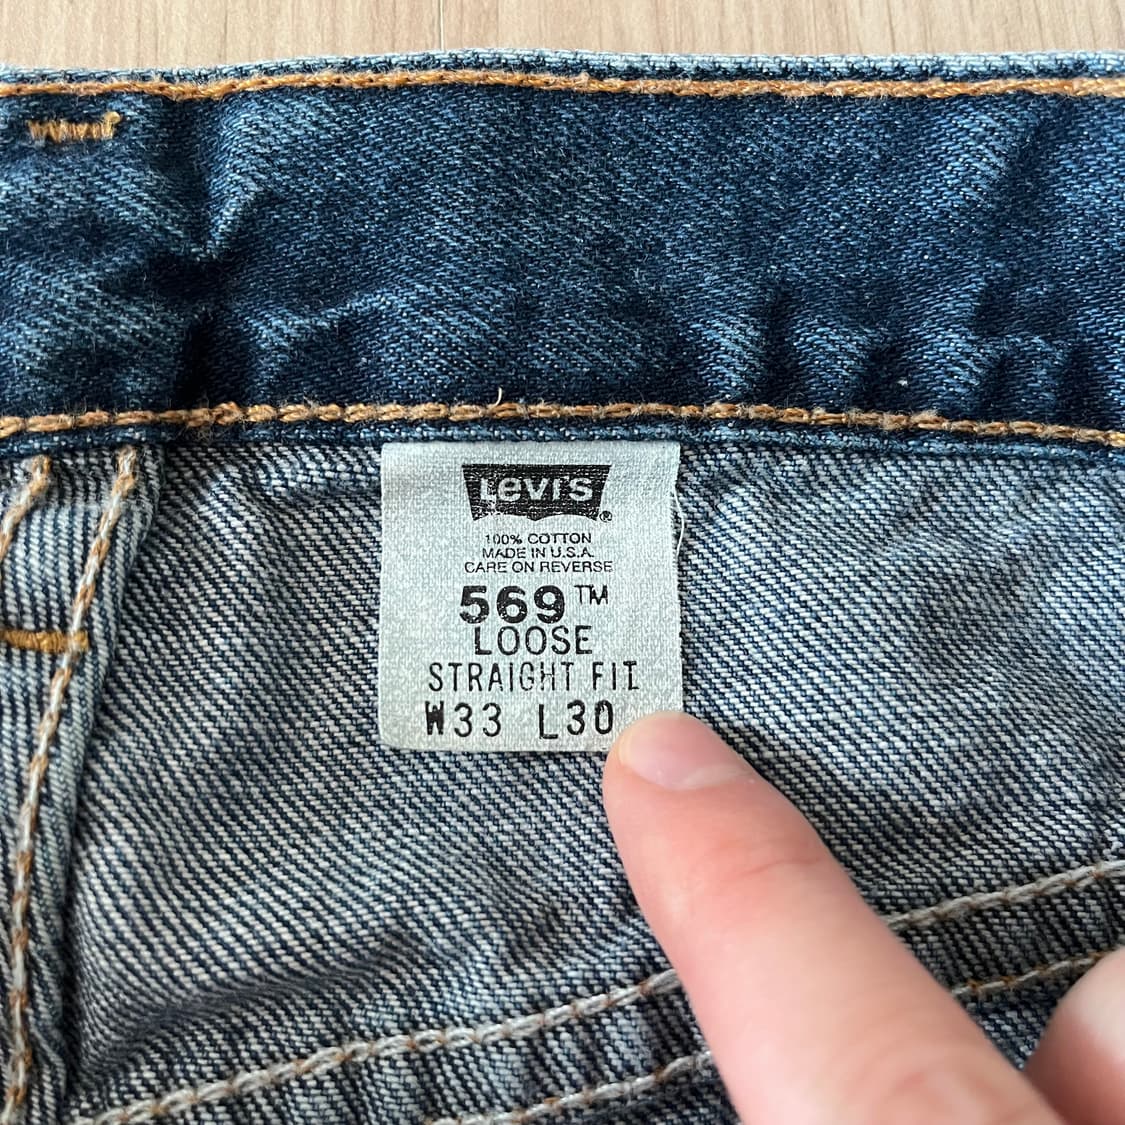 Levi's®
100% COTTON
MADE IN U.S.A.
CARE ON REVERSE
569™
LOOSE
STRAIGHT FIT
W33 L30